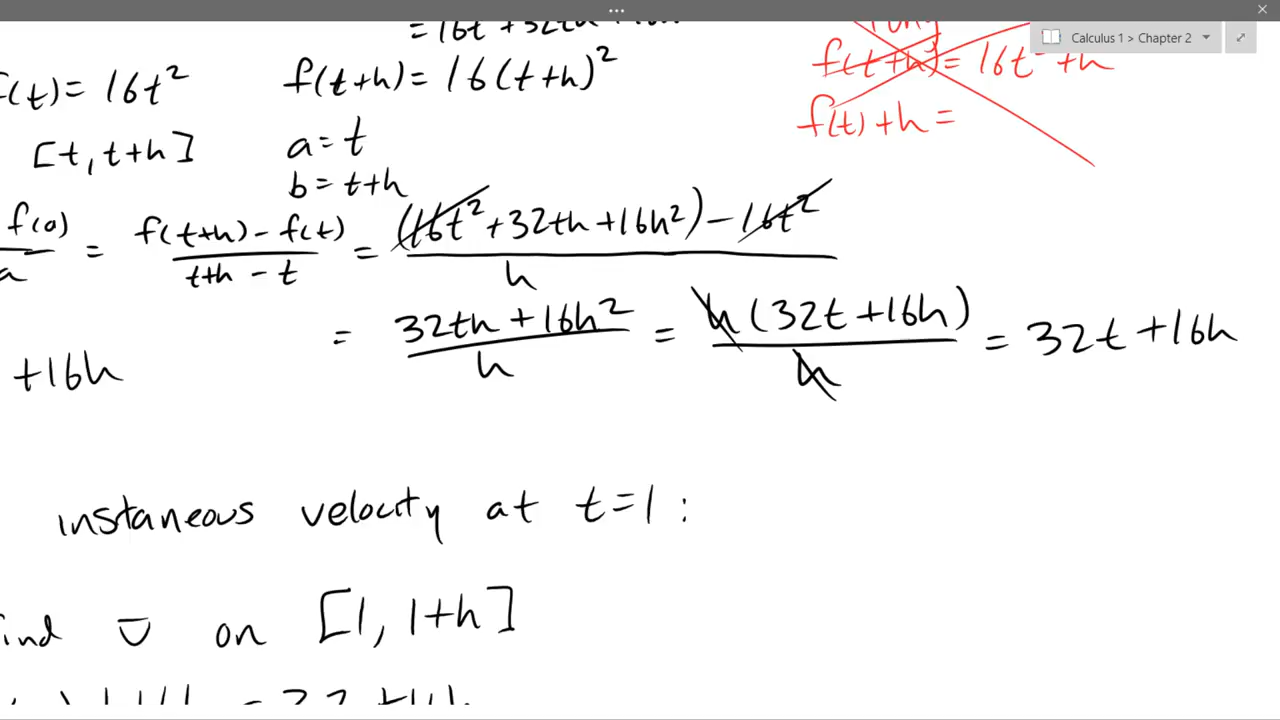 Calculus 1 > Chapter 2
f(t) = 16t²
f(t+h) = 16(t+h)²
f(t+h) = 16t² + h
f(t) + h =
[t, t+h]
a = t
b = t+h
f(a)
a
= f(t+h) - f(t) / t+h - t = (16t² + 32th + 16h²) - 16t² / h
= 32th + 16h² / h = h(32t + 16h) / h = 32t + 16h
+16h
instaneous velocity at t=1 :
on [1, 1+h]